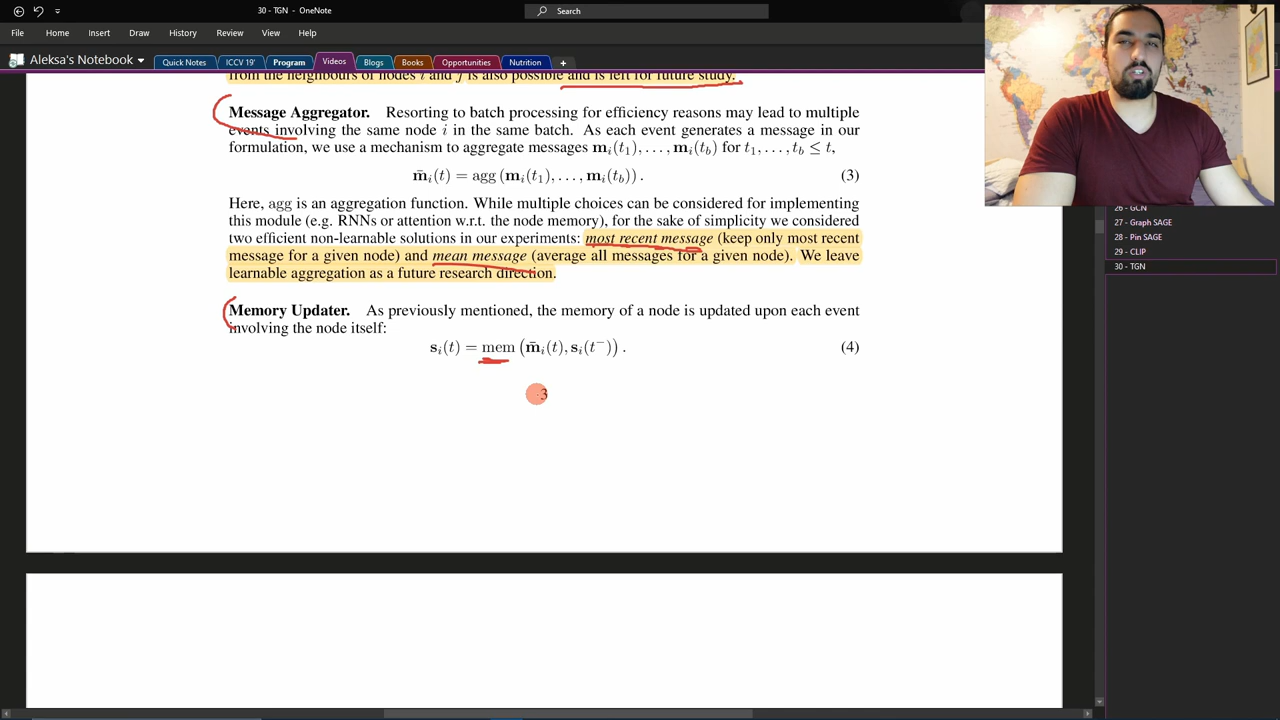 30 - TGN - OneNote
Search
File Home Insert Draw History Review View Help
Aleksa's Notebook Quick Notes ICCV 19' Program Videos Blogs Books Opportunities Nutrition +
from the neighbours of nodes i and j is also possible and is left for future study.
Message Aggregator. Resorting to batch processing for efficiency reasons may lead to multiple
events involving the same node i in the same batch. As each event generates a message in our
formulation, we use a mechanism to aggregate messages m_i(t_1), . . . , m_i(t_b) for t_1, . . . , t_b ≤ t,
m̄_i(t) = agg (m_i(t_1), . . . , m_i(t_b)) . (3)
Here, agg is an aggregation function. While multiple choices can be considered for implementing
this module (e.g. RNNs or attention w.r.t. the node memory), for the sake of simplicity we considered
two efficient non-learnable solutions in our experiments: most recent message (keep only most recent
message for a given node) and mean message (average all messages for a given node). We leave
learnable aggregation as a future research direction.
Memory Updater. As previously mentioned, the memory of a node is updated upon each event
involving the node itself:
s_i(t) = mem (m̄_i(t), s_i(t⁻)) . (4)
3
26 - GCN
27 - Graph SAGE
28 - Pin SAGE
29 - CLIP
30 - TGN